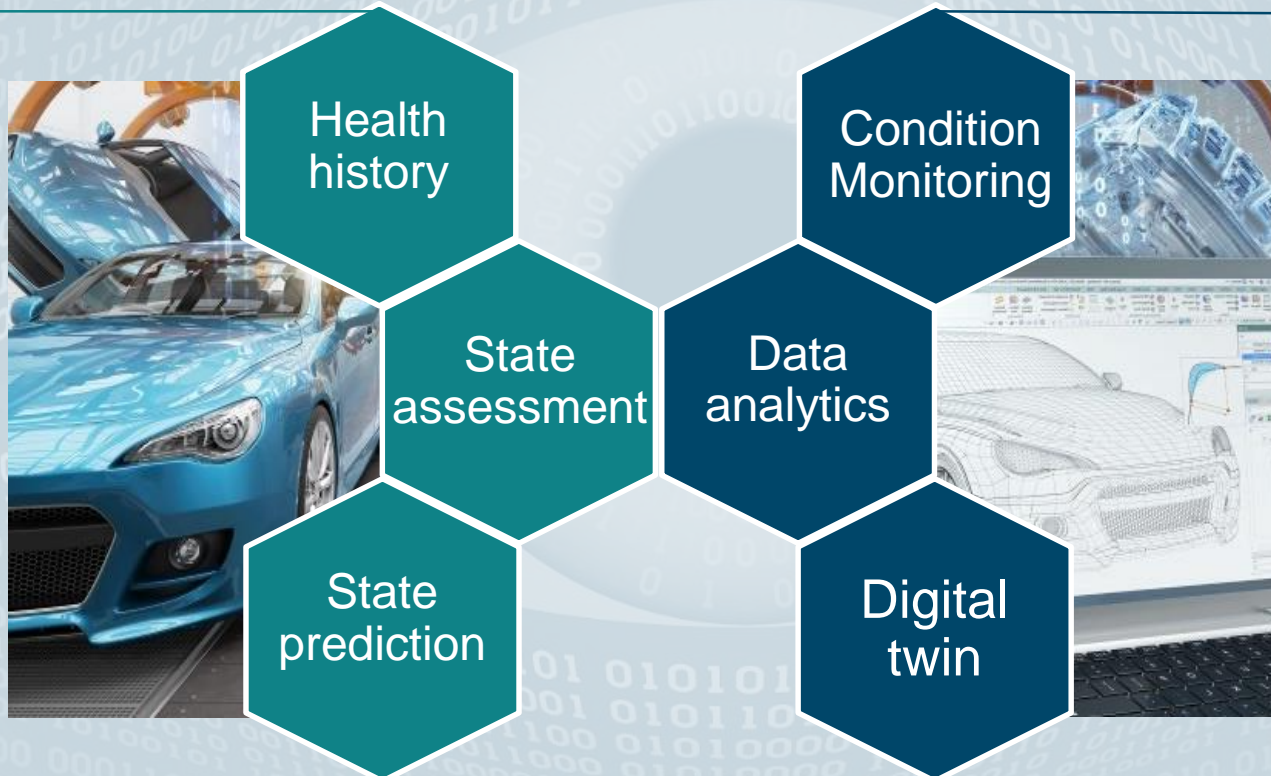 Health
history
Condition
Monitoring
State
assessment
Data
analytics
State
prediction
Digital
twin